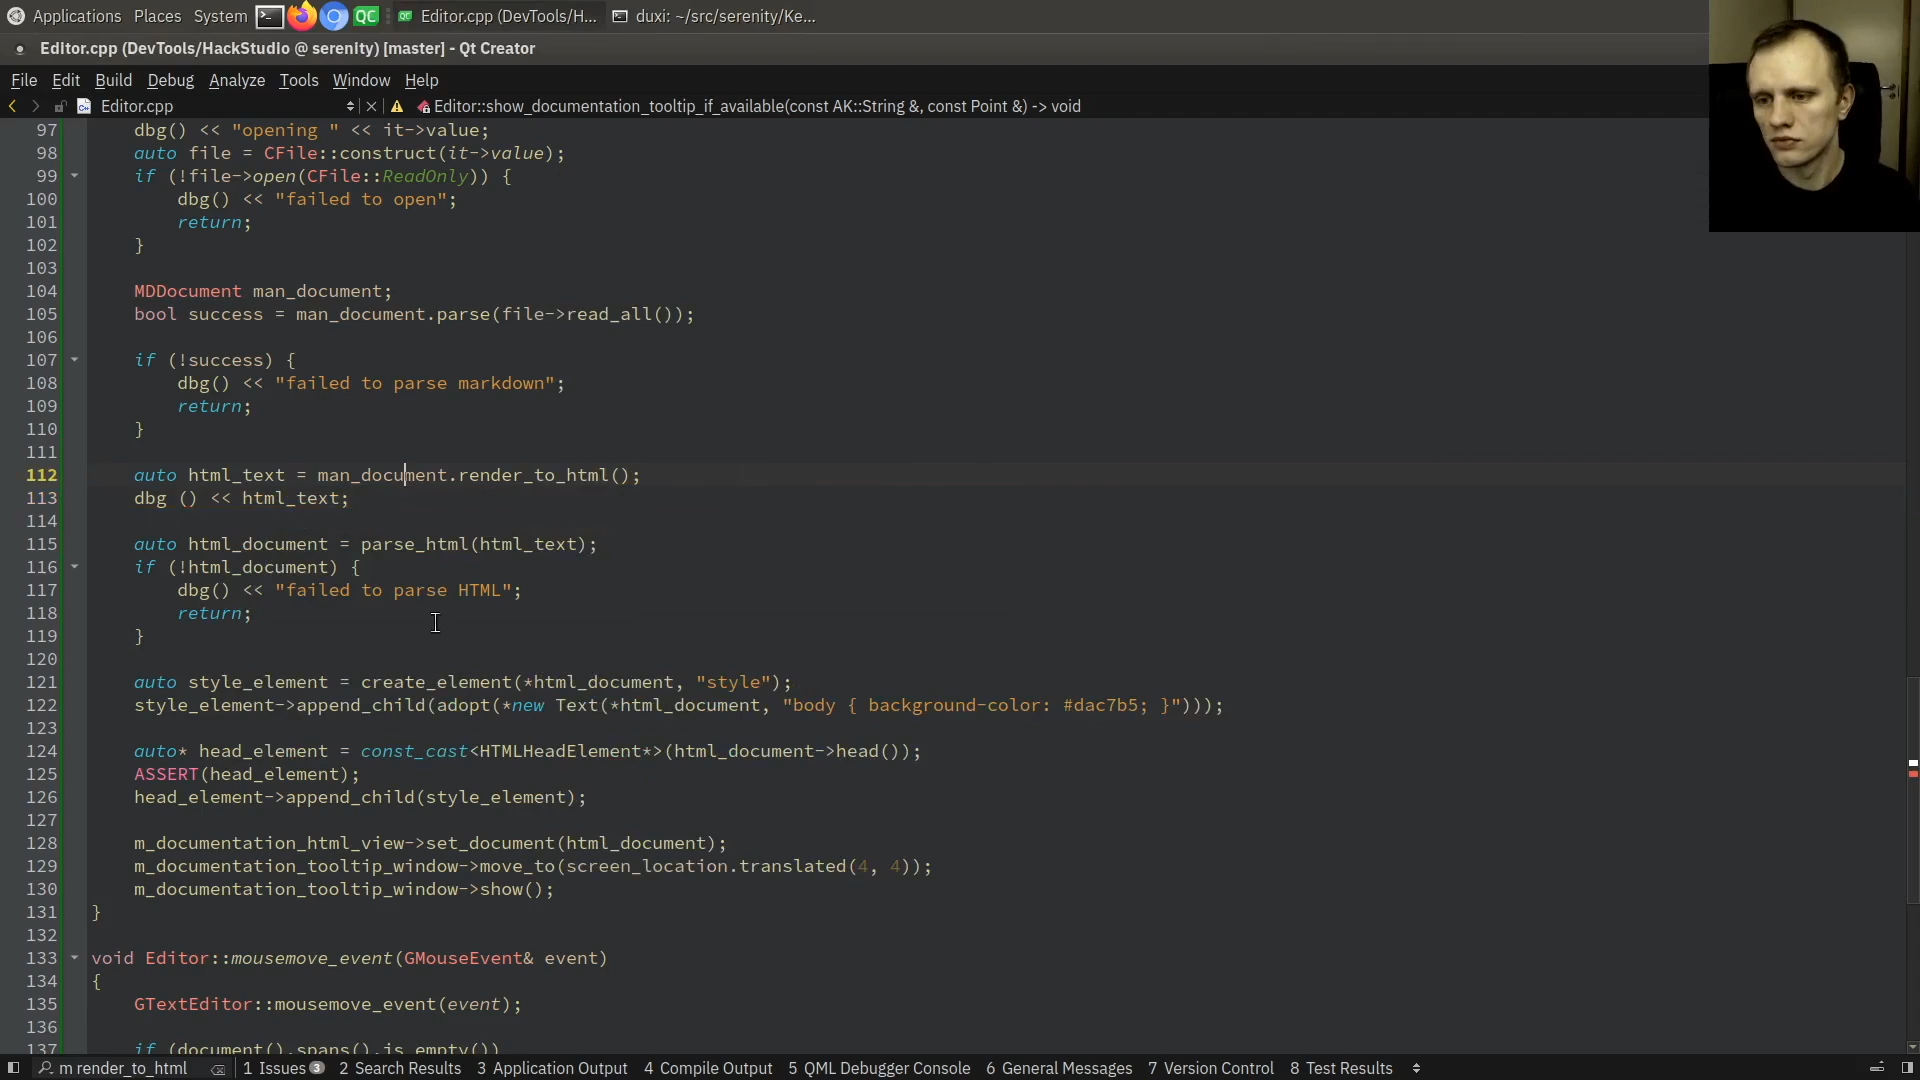 Applications Places System QC QC Editor.cpp (DevTools/H... duxi: ~/src/serenity/Ke...
Editor.cpp (DevTools/HackStudio @ serenity) [master] - Qt Creator
File Edit Build Debug Analyze Tools Window Help
Editor.cpp Editor::show_documentation_tooltip_if_available(const AK::String &, const Point &) -> void
97 dbg() << "opening " << it->value;
98 auto file = CFile::construct(it->value);
99 if (!file->open(CFile::ReadOnly)) {
100 dbg() << "failed to open";
101 return;
102 }
103
104 MDDocument man_document;
105 bool success = man_document.parse(file->read_all());
106
107 if (!success) {
108 dbg() << "failed to parse markdown";
109 return;
110 }
111
112 auto html_text = man_document.render_to_html();
113 dbg () << html_text;
114
115 auto html_document = parse_html(html_text);
116 if (!html_document) {
117 dbg() << "failed to parse HTML";
118 return;
119 }
120
121 auto style_element = create_element(*html_document, "style");
122 style_element->append_child(adopt(*new Text(*html_document, "body { background-color: #dac7b5; }")));
123
124 auto* head_element = const_cast<HTMLHeadElement*>(html_document->head());
125 ASSERT(head_element);
126 head_element->append_child(style_element);
127
128 m_documentation_html_view->set_document(html_document);
129 m_documentation_tooltip_window->move_to(screen_location.translated(4, 4));
130 m_documentation_tooltip_window->show();
131 }
132
133 void Editor::mousemove_event(GMouseEvent& event)
134 {
135 GTextEditor::mousemove_event(event);
136
137 if (document().spans().is_empty())
m render_to_html 1 Issues 3 2 Search Results 3 Application Output 4 Compile Output 5 QML Debugger Console 6 General Messages 7 Version Control 8 Test Results